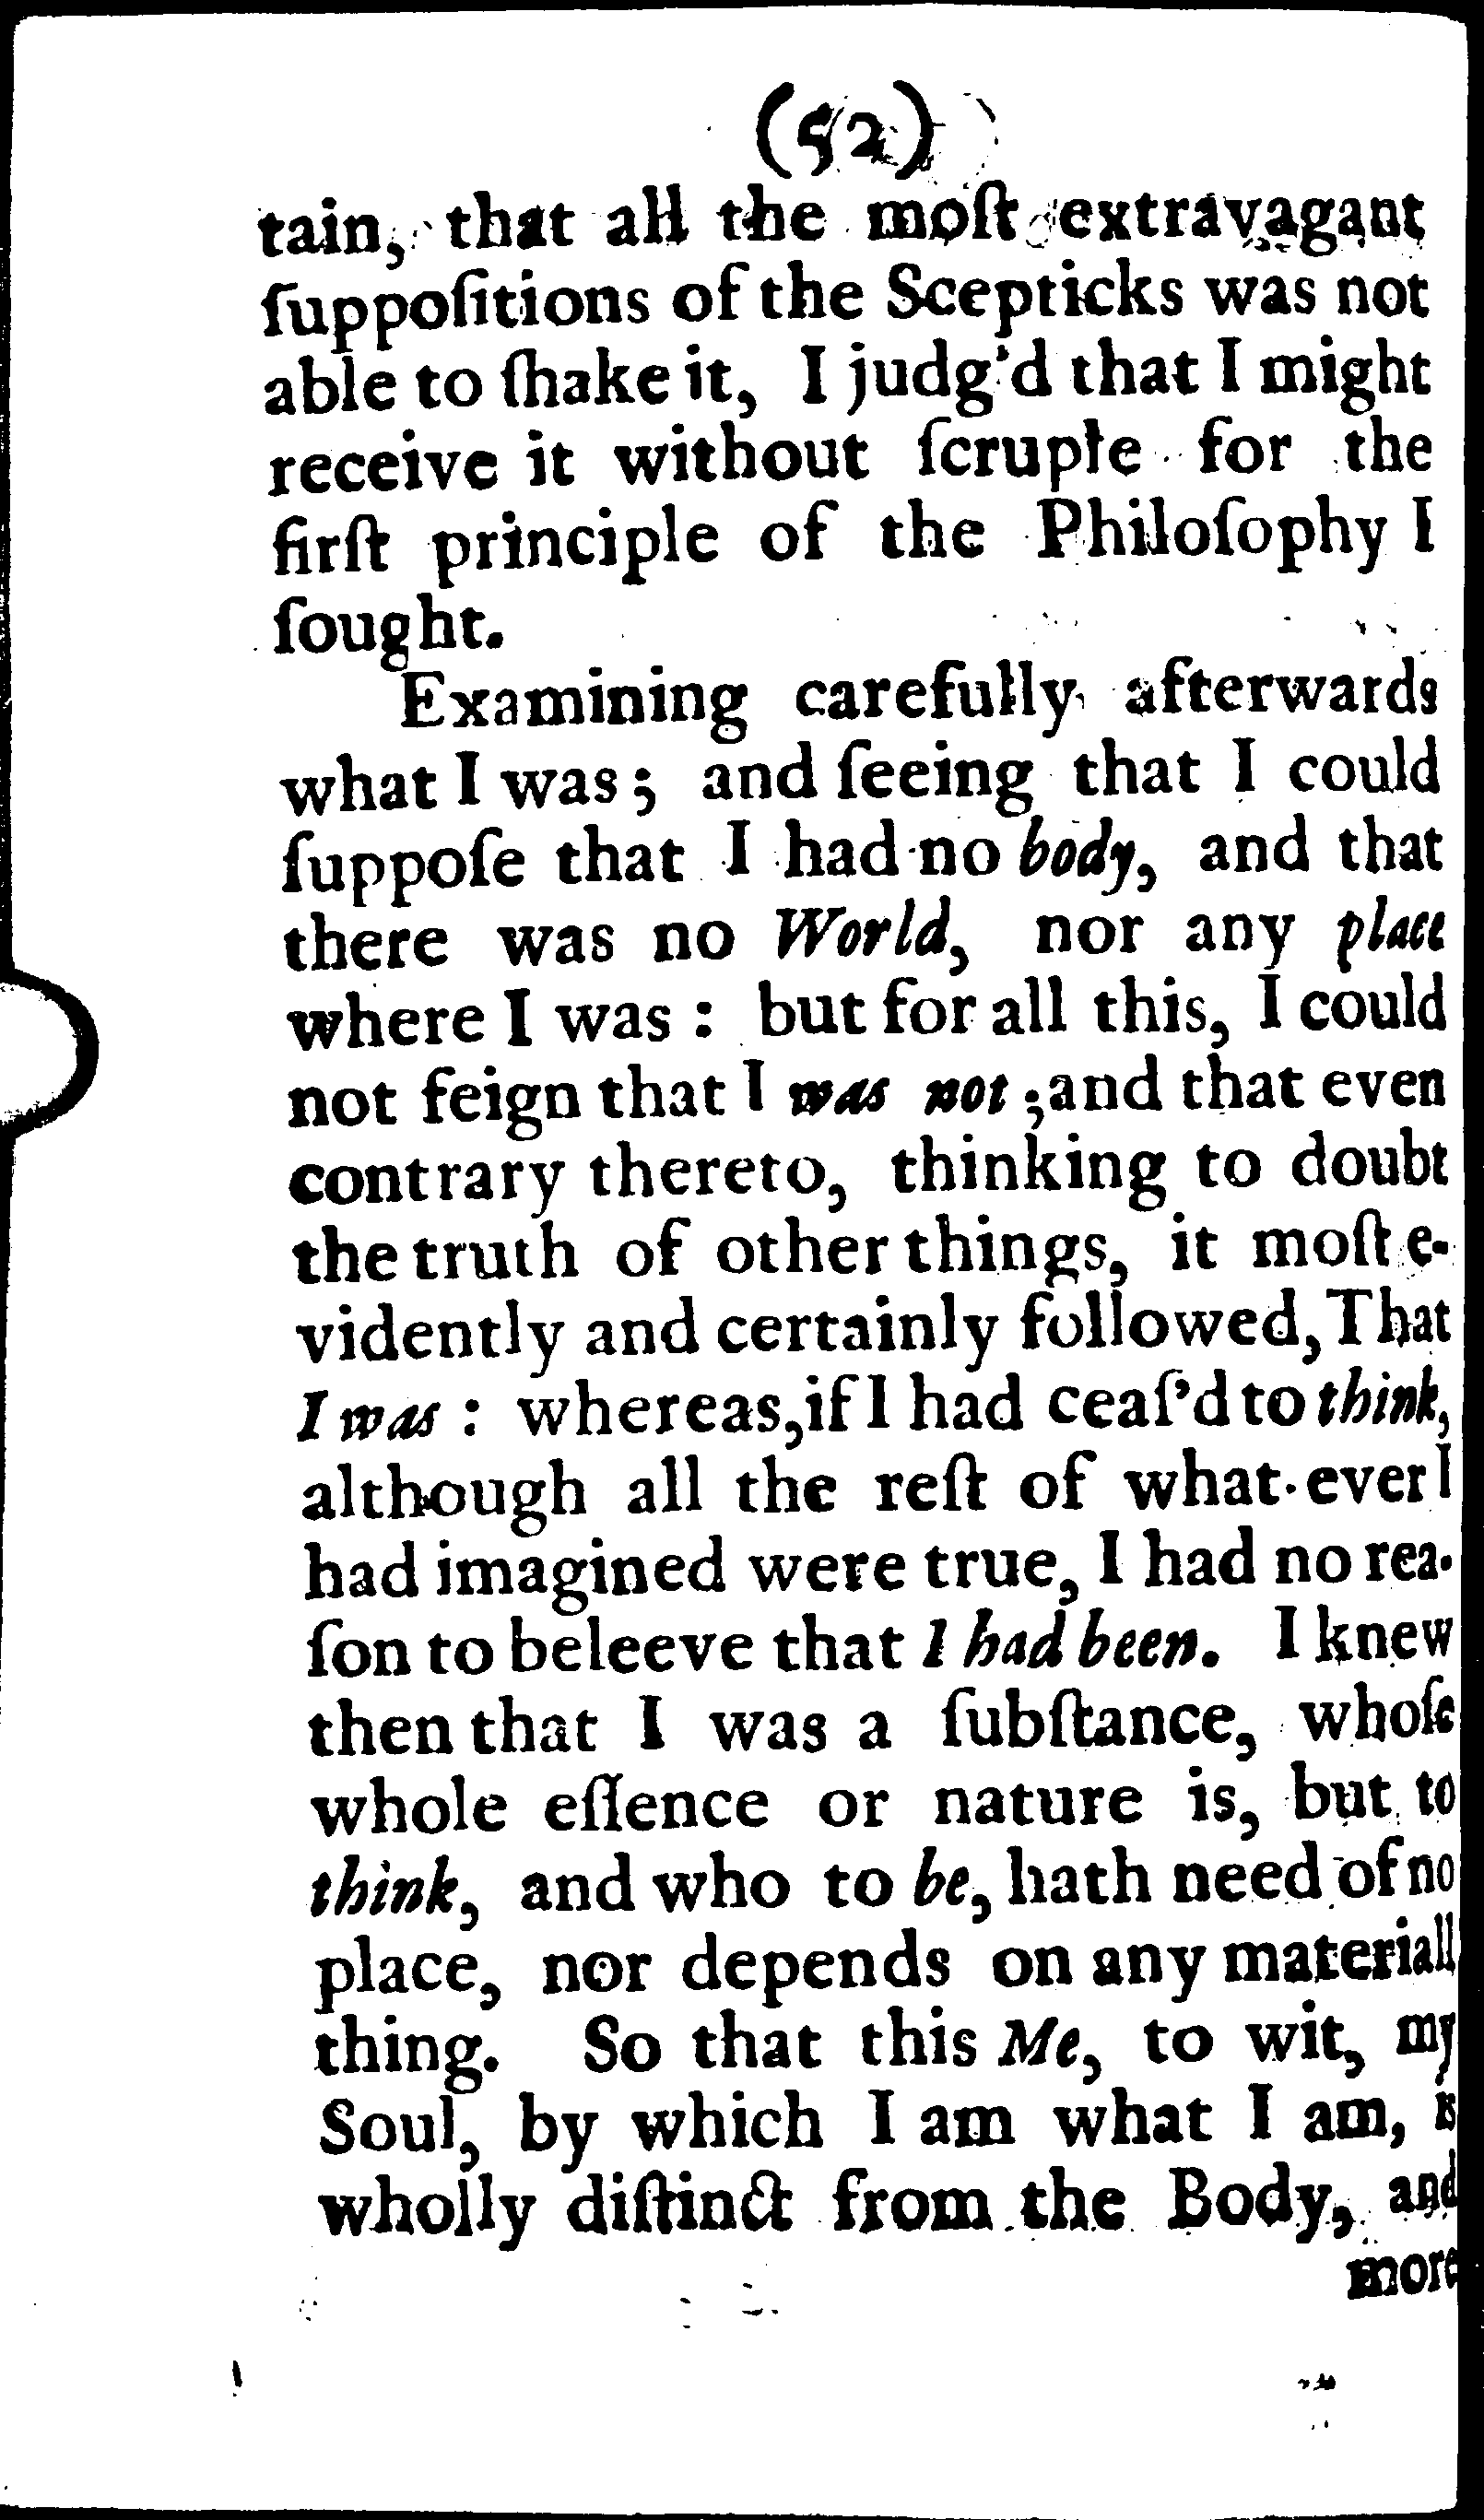 (52)
tain, that all the moſt extravagant
ſuppoſitions of the Scepticks was not
able to ſhake it, I judg'd that I might
receive it without ſcruple for the
firſt principle of the Philoſophy I
ſought.
Examining carefully afterwards
what I was; and ſeeing that I could
ſuppoſe that I had no body, and that
there was no World, nor any place
where I was: but for all this, I could
not feign that I was not; and that even
contrary thereto, thinking to doubt
the truth of other things, it moſt e-
vidently and certainly followed, That
I was: whereas, if I had ceaſ'd to think,
although all the reſt of what-ever I
had imagined were true, I had no rea-
ſon to beleeve that I had been. I knew
then that I was a ſubſtance, whoſe
whole eſſence or nature is, but to
think, and who to be, hath need of no
place, nor depends on any materiall
thing. So that this Me, to wit, my
Soul, by which I am what I am, is
wholly diſtinct from the Body, and
more